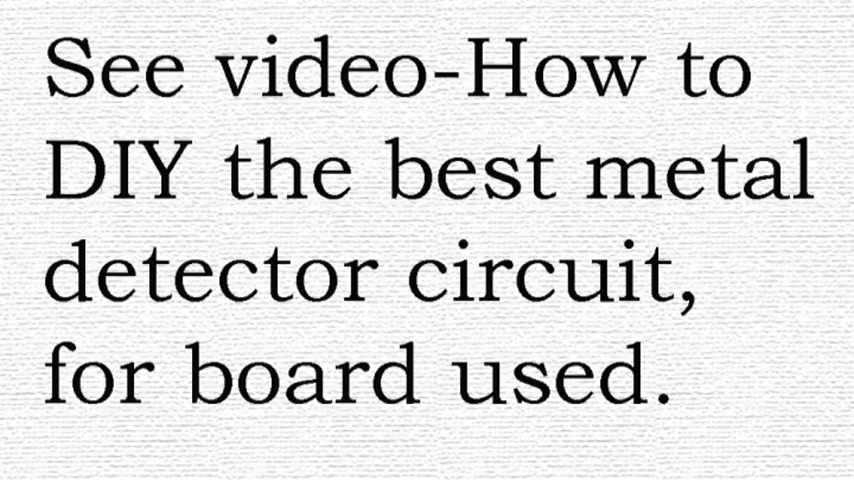 See video-How to
DIY the best metal
detector circuit,
for board used.